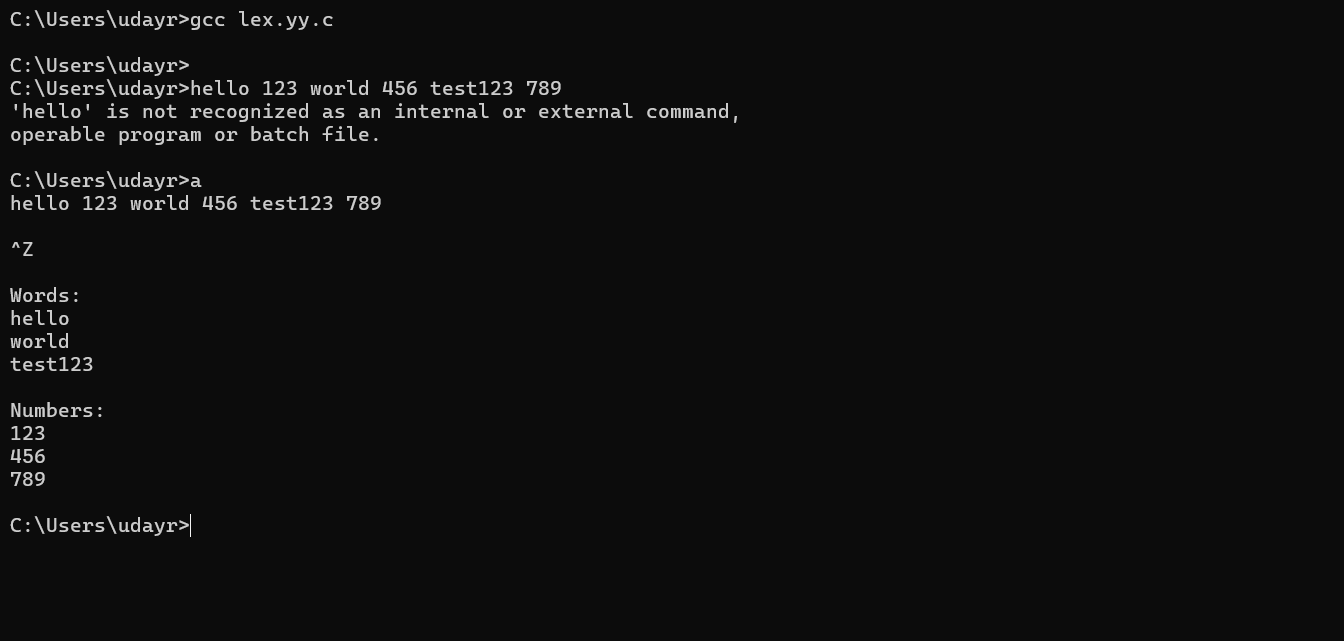 C:\Users\udayr>gcc lex.yy.c
C:\Users\udayr>
C:\Users\udayr>hello 123 world 456 test123 789
'hello' is not recognized as an internal or external command,
operable program or batch file.
C:\Users\udayr>a
hello 123 world 456 test123 789
^Z
Words:
hello
world
test123
Numbers:
123
456
789
C:\Users\udayr>